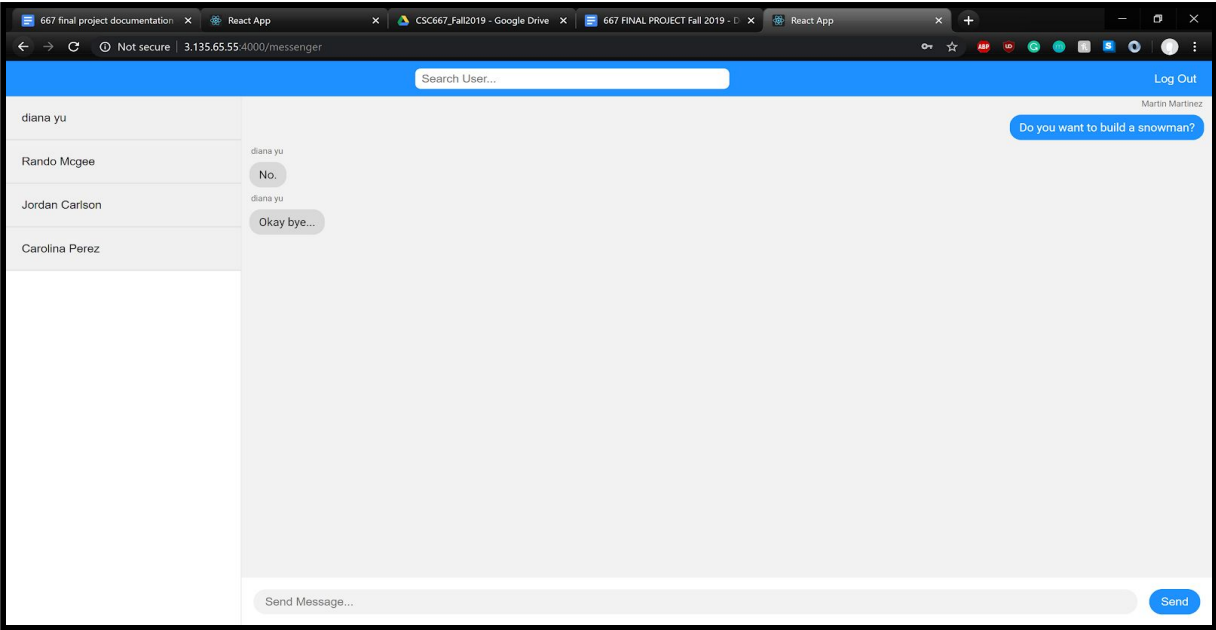 667 final project documentation
React App
CSC667_Fall2019 - Google Drive
667 FINAL PROJECT Fall 2019 - D
React App
Not secure | 3.135.65.55:4000/messenger
ABP
UD
Search User...
Log Out
diana yu
Rando Mcgee
Jordan Carlson
Carolina Perez
Martin Martinez
Do you want to build a snowman?
diana yu
No.
diana yu
Okay bye...
Send Message...
Send